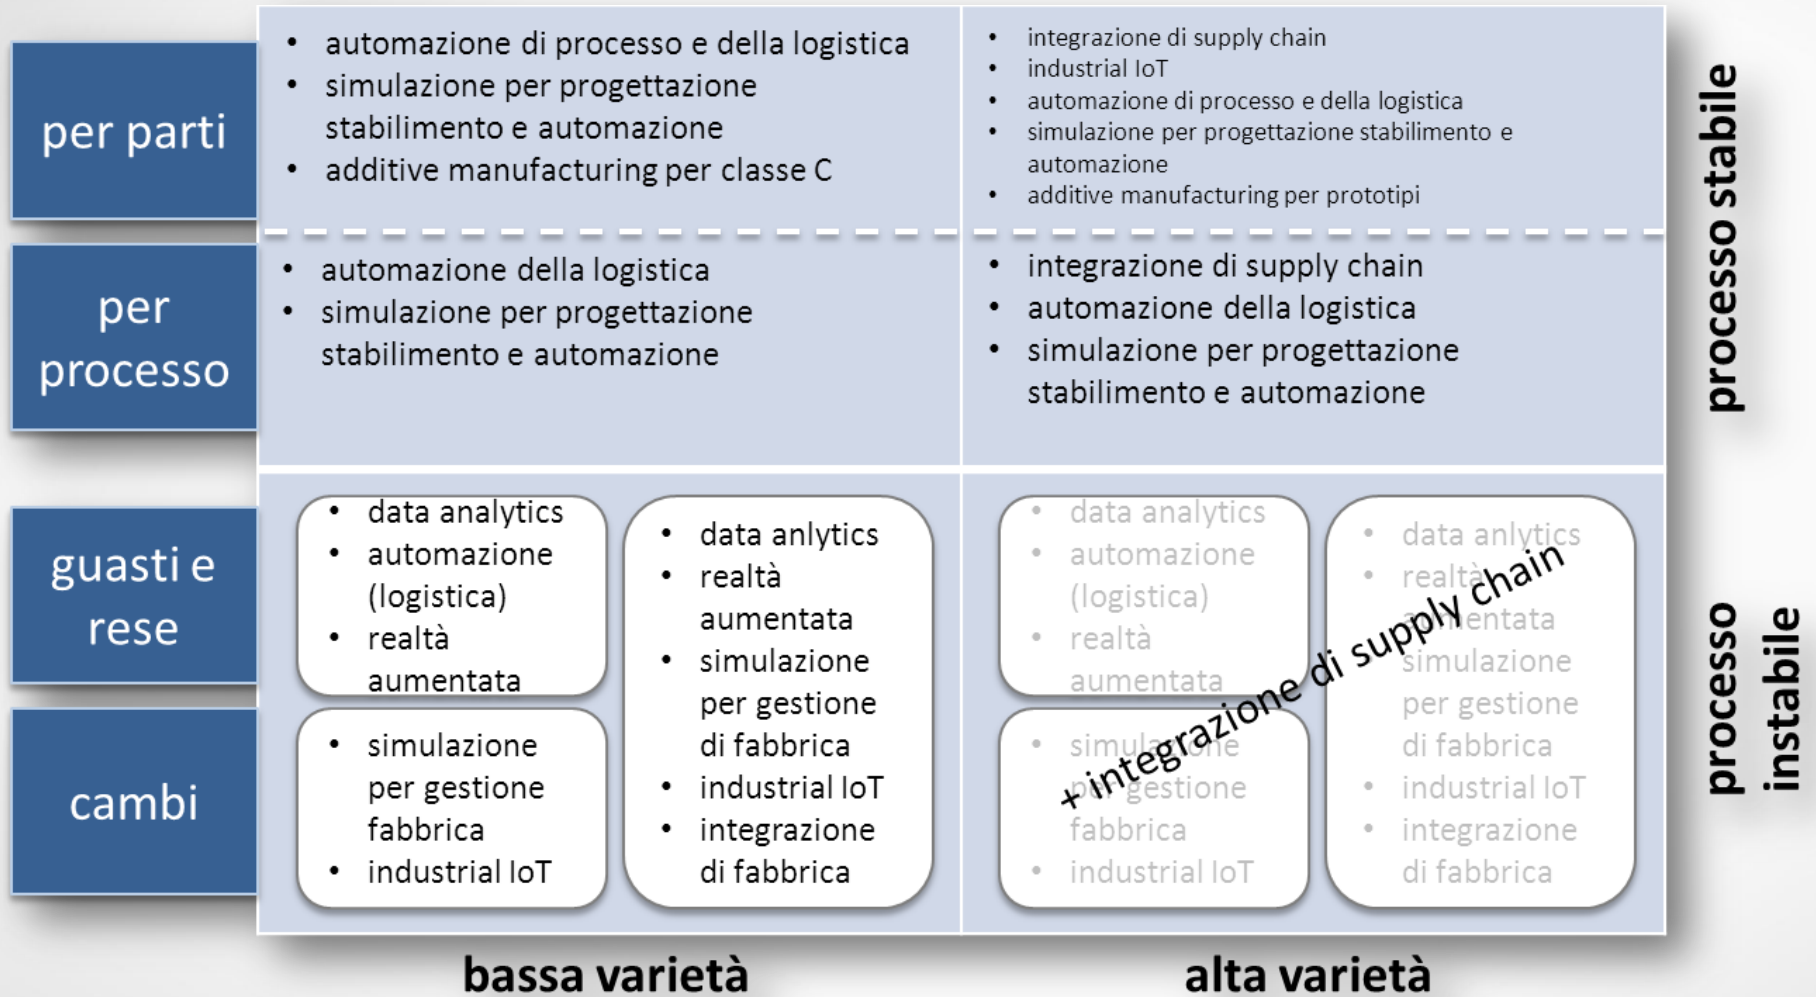 per parti
• automazione di processo e della logistica
• simulazione per progettazione
stabilimento e automazione
• additive manufacturing per classe C
• integrazione di supply chain
• industrial IoT
• automazione di processo e della logistica
• simulazione per progettazione stabilimento e
automazione
• additive manufacturing per prototipi
processo stabile
per
processo
• automazione della logistica
• simulazione per progettazione
stabilimento e automazione
• integrazione di supply chain
• automazione della logistica
• simulazione per progettazione
stabilimento e automazione
guasti e
rese
cambi
• data analytics
• automazione
(logistica)
• realtà
aumentata
• simulazione
per gestione
fabbrica
• industrial IoT
• data anlytics
• realtà
aumentata
• simulazione
per gestione
di fabbrica
• industrial IoT
• integrazione
di fabbrica
• data analytics
• automazione
(logistica)
• realtà
aumentata
• simulazione
per gestione
fabbrica
• industrial IoT
• data anlytics
• realtà
aumentata
• simulazione
per gestione
di fabbrica
• industrial IoT
• integrazione
di fabbrica
+ integrazione di supply chain
processo
instabile
bassa varietà
alta varietà